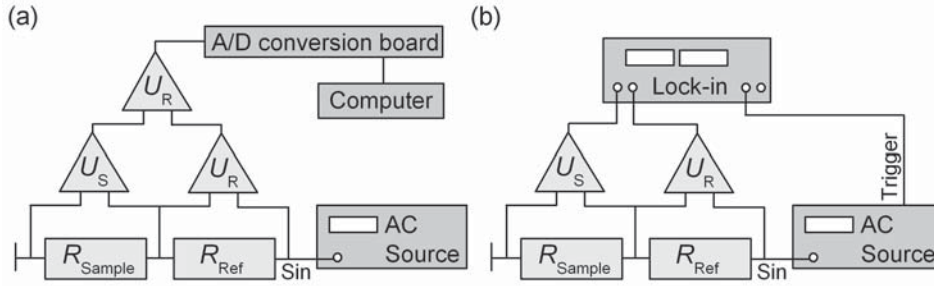 (a)
A/D conversion board
U_R
Computer
U_S
U_R
AC
Source
R_Sample
R_Ref
Sin
(b)
Lock-in
U_S
U_R
Trigger
AC
Source
R_Sample
R_Ref
Sin